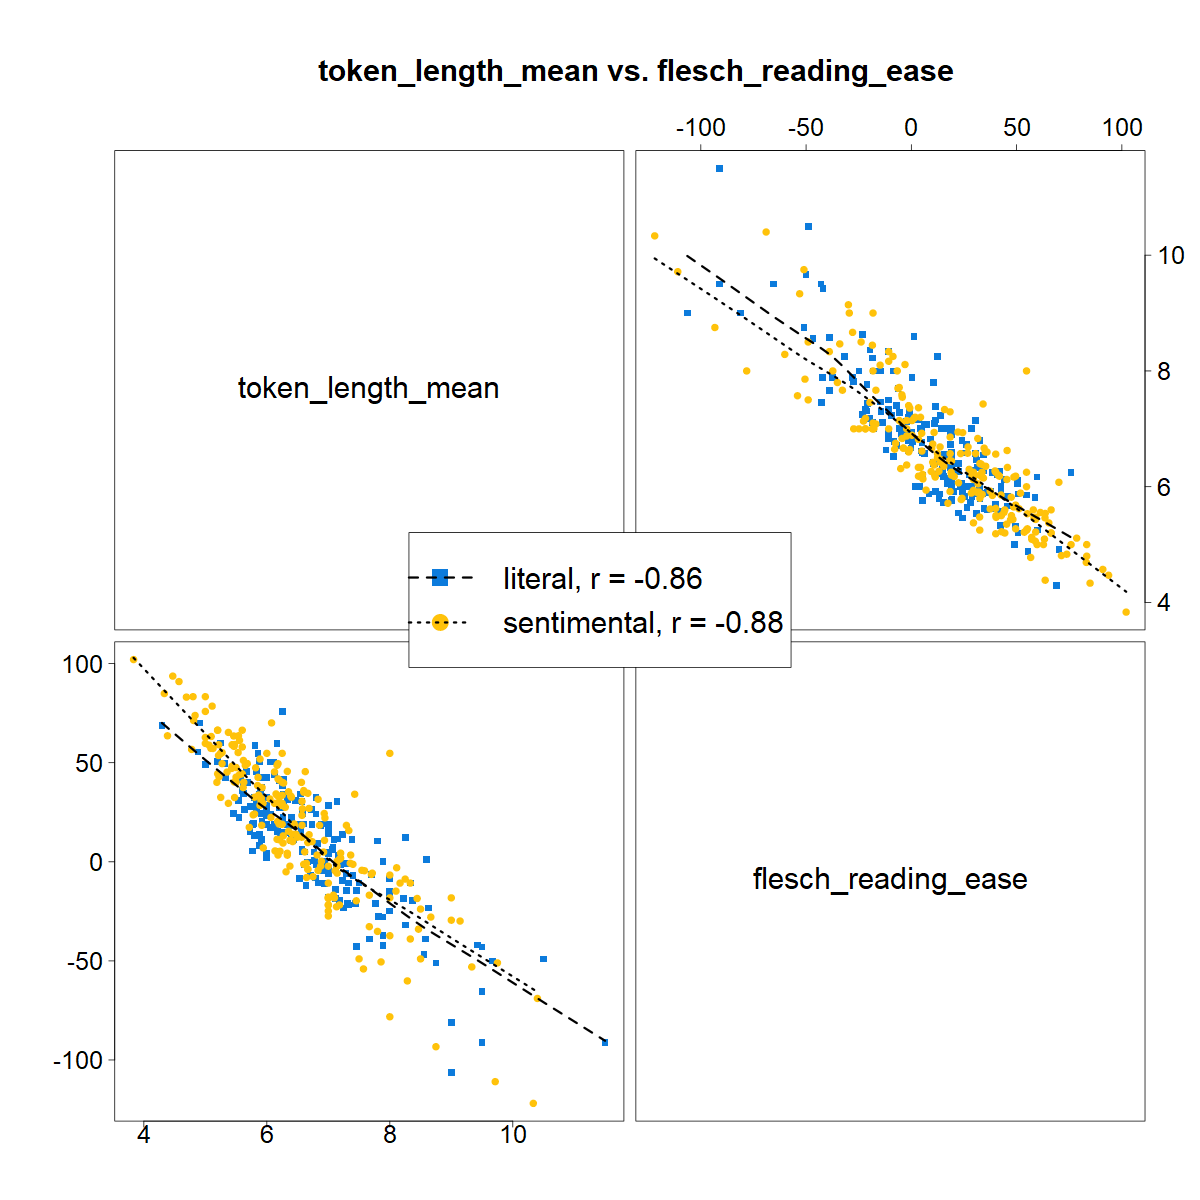 token_length_mean vs. flesch_reading_ease
-100 -50 0 50 100
10
8
token_length_mean
6
literal, r = -0.86
4
sentimental, r = -0.88
100
50
0
flesch_reading_ease
-50
-100
4 6 8 10